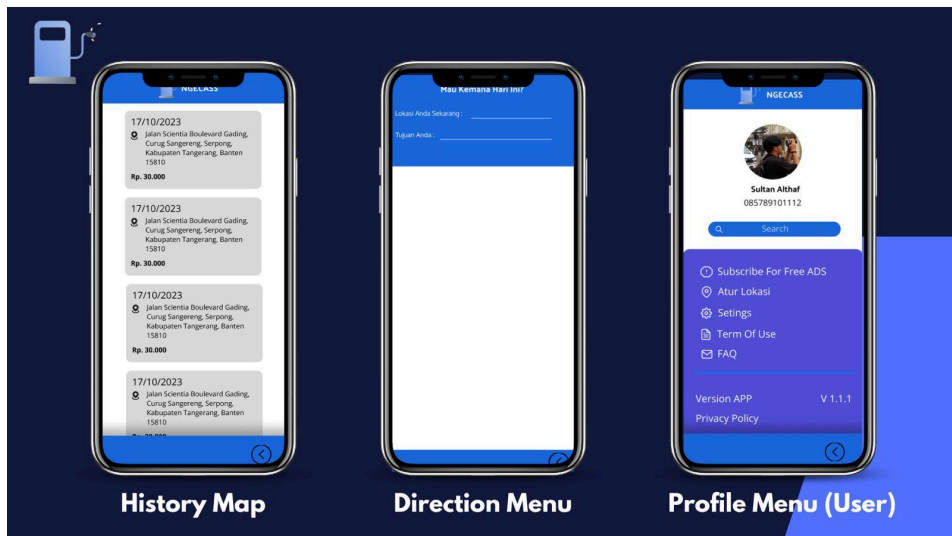 NGECASS
17/10/2023
Jalan Scientia Boulevard Gading,
Curug Sangereng, Serpong,
Kabupaten Tangerang, Banten
15810
Rp. 30.000
17/10/2023
Jalan Scientia Boulevard Gading,
Curug Sangereng, Serpong,
Kabupaten Tangerang, Banten
15810
Rp. 30.000
17/10/2023
Jalan Scientia Boulevard Gading,
Curug Sangereng, Serpong,
Kabupaten Tangerang, Banten
15810
Rp. 30.000
17/10/2023
Jalan Scientia Boulevard Gading,
Curug Sangereng, Serpong,
Kabupaten Tangerang, Banten
15810
Rp. 30.000
History Map
Mau Kemana Hari Ini?
Lokasi Anda Sekarang :
Tujuan Anda :
Direction Menu
NGECASS
Sultan Althaf
085789101112
Search
Subscribe For Free ADS
Atur Lokasi
Setings
Term Of Use
FAQ
Version APP V 1.1.1
Privacy Policy
Profile Menu (User)